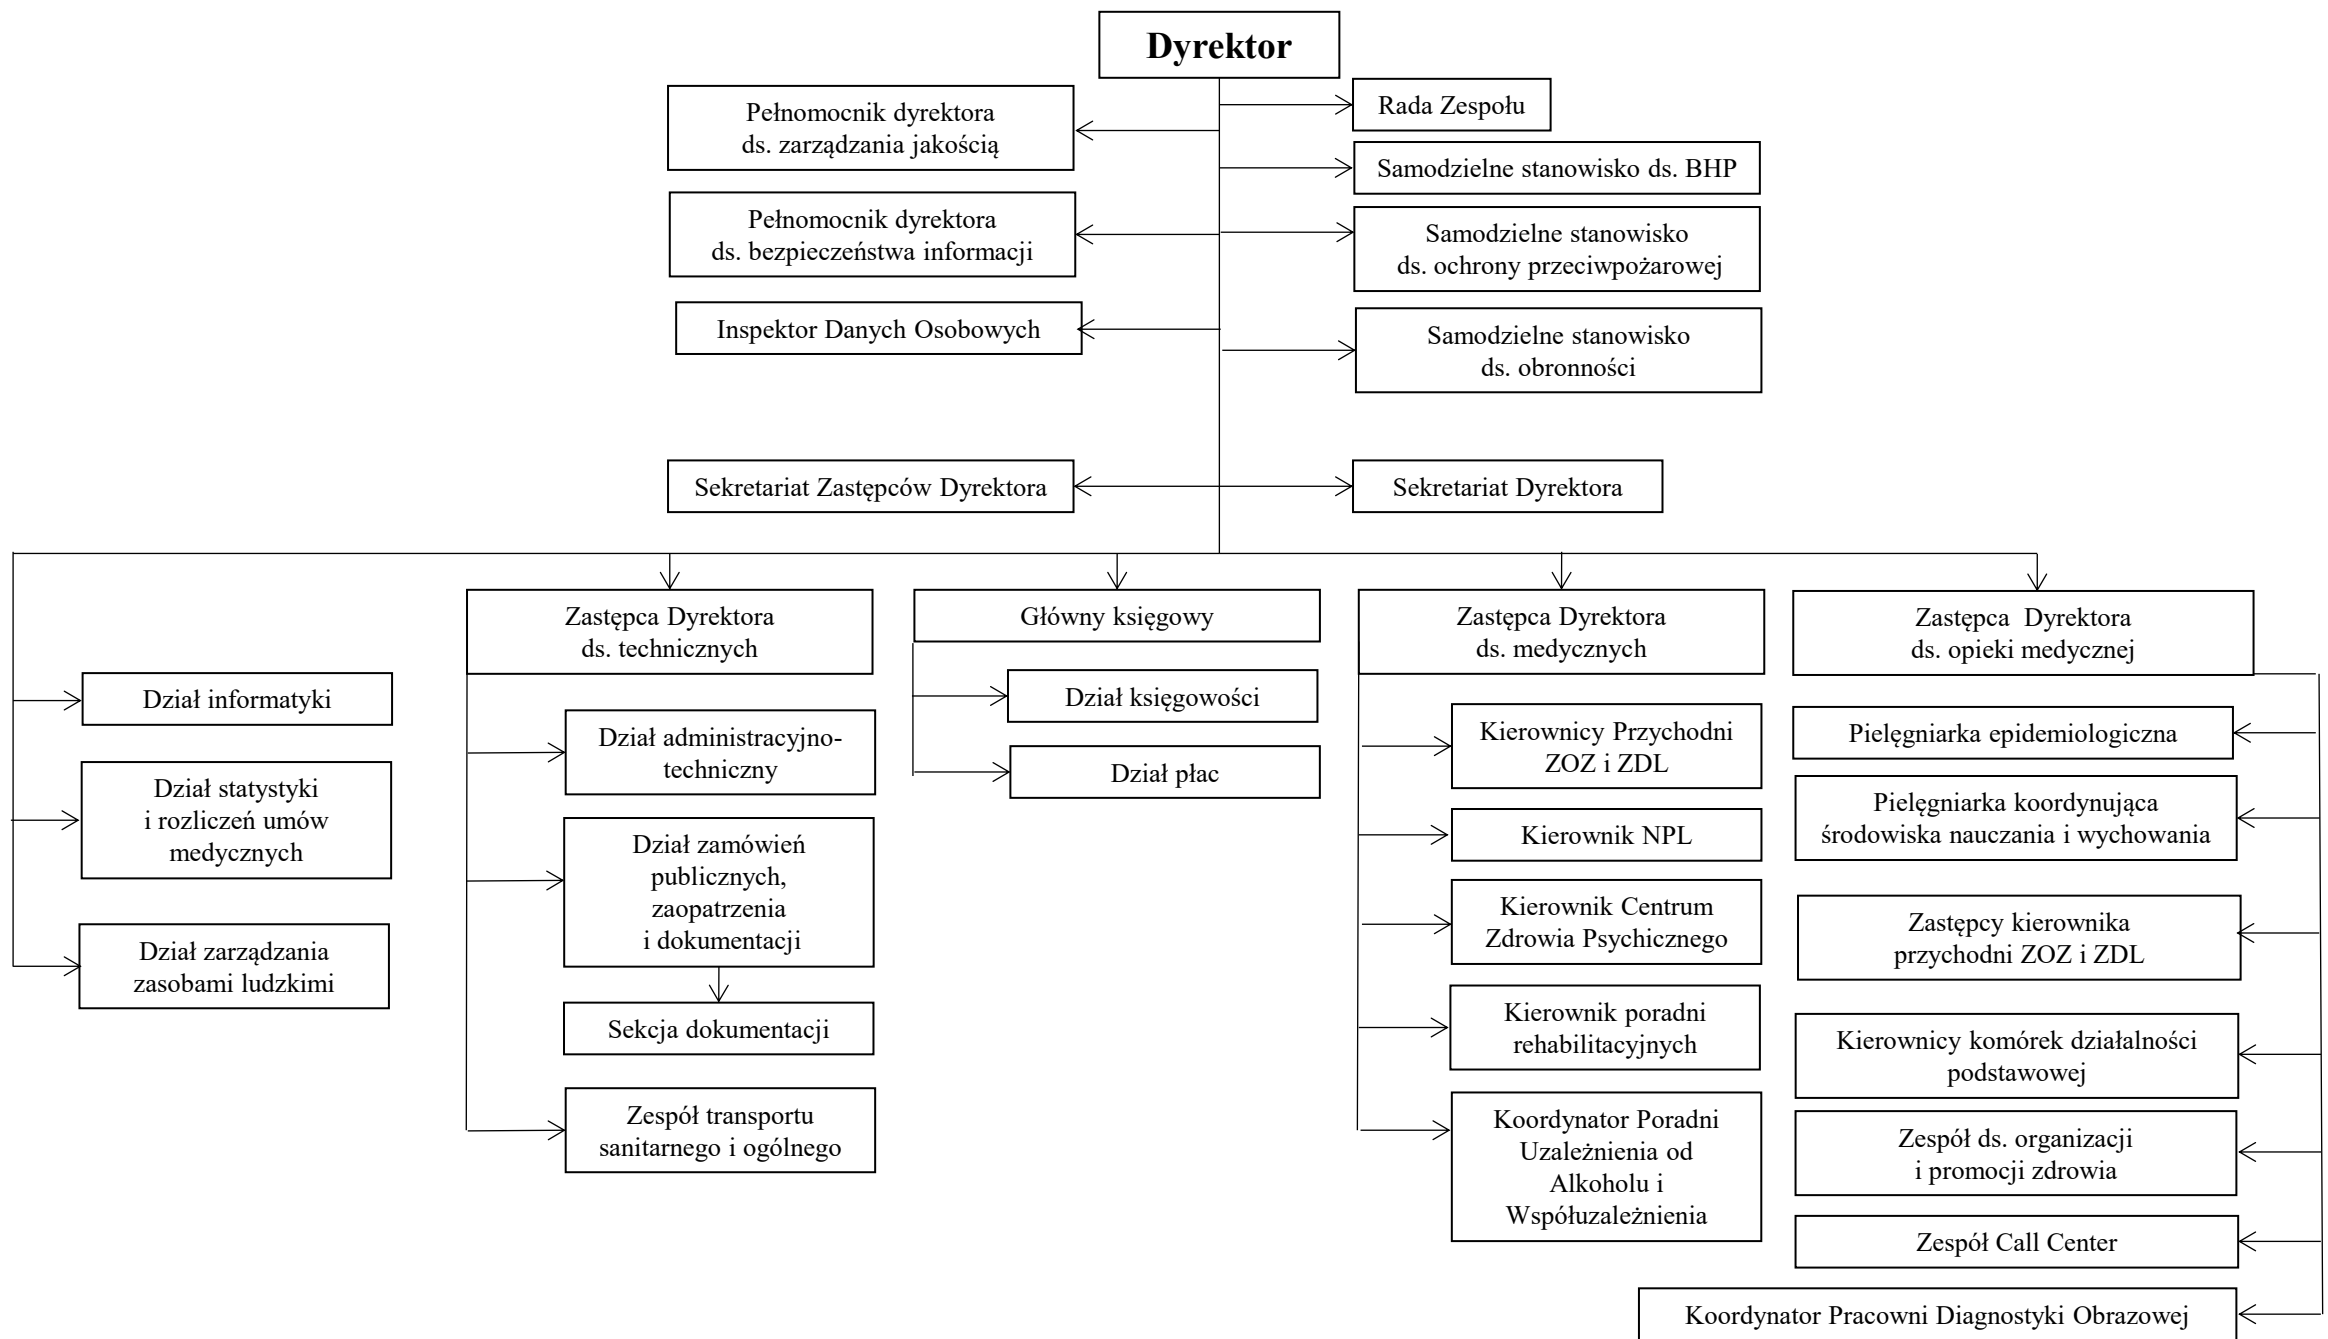 Dyrektor
Pełnomocnik dyrektora
ds. zarządzania jakością
Rada Zespołu
Samodzielne stanowisko ds. BHP
Pełnomocnik dyrektora
ds. bezpieczeństwa informacji
Samodzielne stanowisko
ds. ochrony przeciwpożarowej
Inspektor Danych Osobowych
Samodzielne stanowisko
ds. obronności
Sekretariat Zastępców Dyrektora
Sekretariat Dyrektora
Dział informatyki
Dział statystyki
i rozliczeń umów
medycznych
Dział zarządzania
zasobami ludzkimi
Zastępca Dyrektora
ds. technicznych
Dział administracyjno-
techniczny
Dział zamówień
publicznych,
zaopatrzenia
i dokumentacji
Sekcja dokumentacji
Zespół transportu
sanitarnego i ogólnego
Główny księgowy
Dział księgowości
Dział płac
Zastępca Dyrektora
ds. medycznych
Kierownicy Przychodni
ZOZ i ZDL
Kierownik NPL
Kierownik Centrum
Zdrowia Psychicznego
Kierownik poradni
rehabilitacyjnych
Koordynator Poradni
Uzależnienia od
Alkoholu i
Współuzależnienia
Zastępca Dyrektora
ds. opieki medycznej
Pielęgniarka epidemiologiczna
Pielęgniarka koordynująca
środowiska nauczania i wychowania
Zastępcy kierownika
przychodni ZOZ i ZDL
Kierownicy komórek działalności
podstawowej
Zespół ds. organizacji
i promocji zdrowia
Zespół Call Center
Koordynator Pracowni Diagnostyki Obrazowej